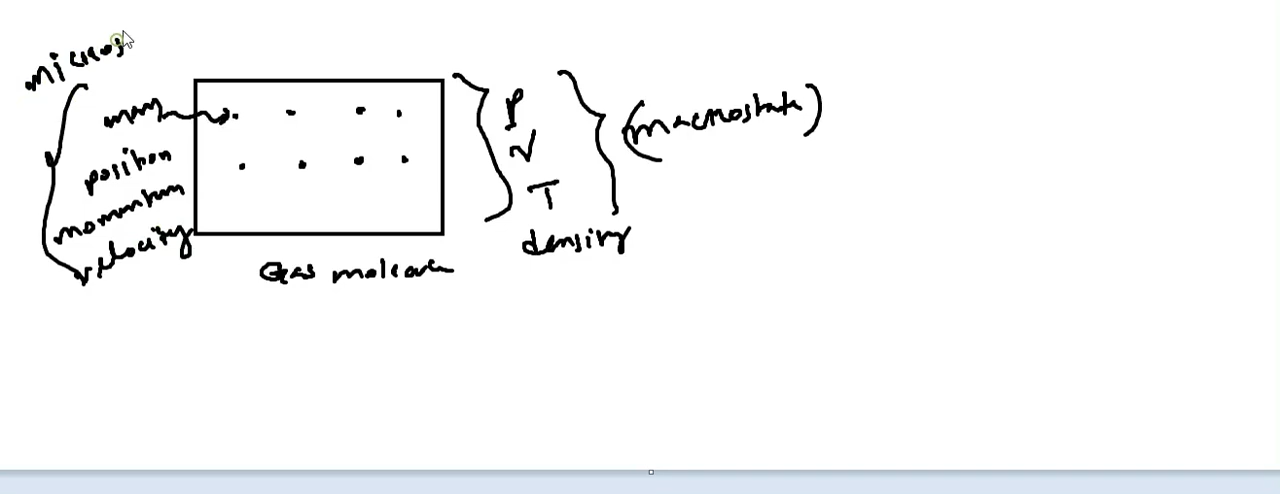 micros
mass
position
momentum
velocity
P
V
T
density
(macrostate)
Gas molecule